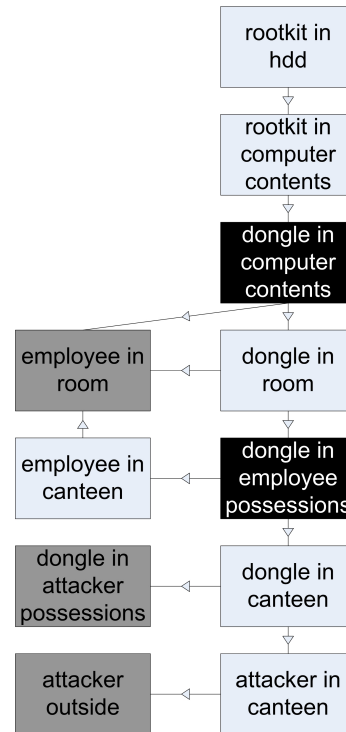 rootkit in
hdd
rootkit in
computer
contents
dongle in
computer
contents
employee in
room
dongle in
room
employee in
canteen
dongle in
employee
possessions
dongle in
attacker
possessions
dongle in
canteen
attacker
outside
attacker in
canteen